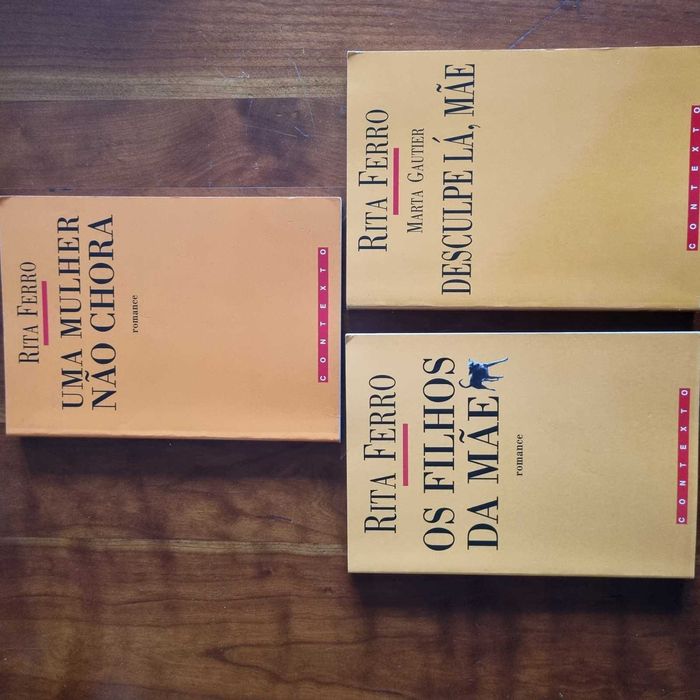 RITA FERRO
UMA MULHER
NÃO CHORA
romance
CONTEXTO
RITA FERRO
MARTA GAUTIER
DESCULPE LÁ, MÃE
CONTEXTO
RITA FERRO
OS FILHOS
DA MÃE
romance
CONTEXTO